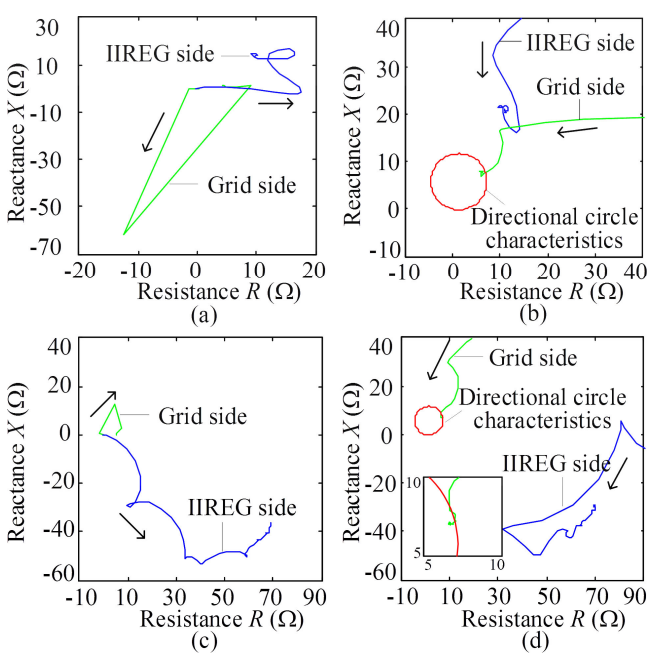 30
10
-10
-30
-50
-70
-20
-10
0
10
20
Reactance X (Ω)
Resistance R (Ω)
IIREG side
Grid side
(a)
40
30
20
10
0
10
-10
0
10
20
30
40
Reactance X (Ω)
Resistance R (Ω)
IIREG side
Grid side
Directional circle
characteristics
(b)
40
20
0
-20
-40
-60
-10
10
30
50
70
90
Reactance X (Ω)
Resistance R (Ω)
Grid side
IIREG side
(c)
40
20
0
-20
-40
-60
-10
10
30
50
70
90
Reactance X (Ω)
Resistance R (Ω)
Grid side
Directional circle
characteristics
IIREG side
10
5
5
10
(d)